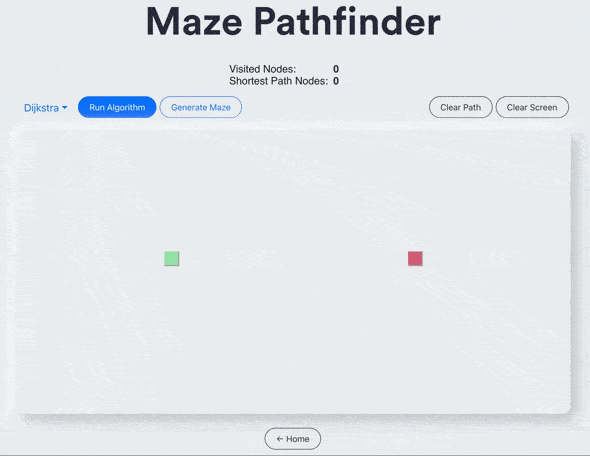 Maze Pathfinder
Visited Nodes: 0
Shortest Path Nodes: 0
Dijkstra Run Algorithm Generate Maze Clear Path Clear Screen
← Home